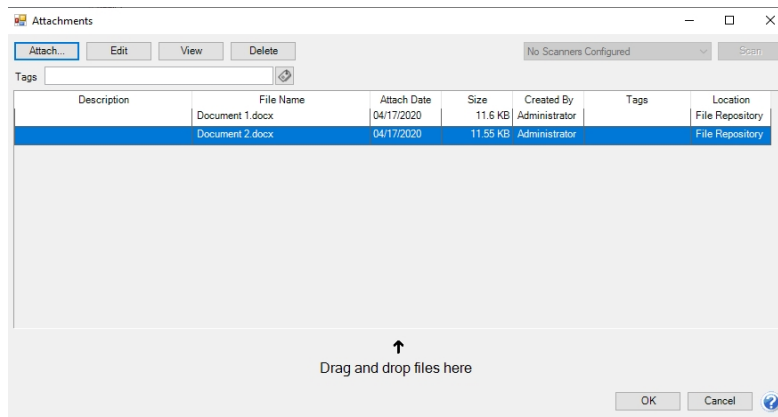 Attachments
Attach... Edit View Delete No Scanners Configured Scan
Tags
Description File Name Attach Date Size Created By Tags Location
Document 1.docx 04/17/2020 11.6 KB Administrator File Repository
Document 2.docx 04/17/2020 11.55 KB Administrator File Repository
Drag and drop files here
OK Cancel ?